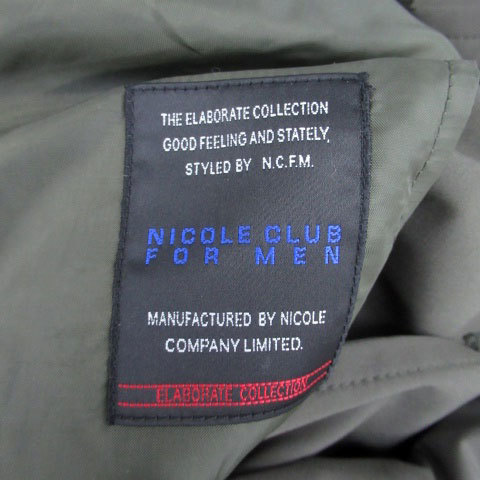 THE ELABORATE COLLECTION
GOOD FEELING AND STATELY,
STYLED BY N.C.F.M.
NICOLE CLUB
FOR MEN
MANUFACTURED BY NICOLE
COMPANY LIMITED.
ELABORATE COLLECTION